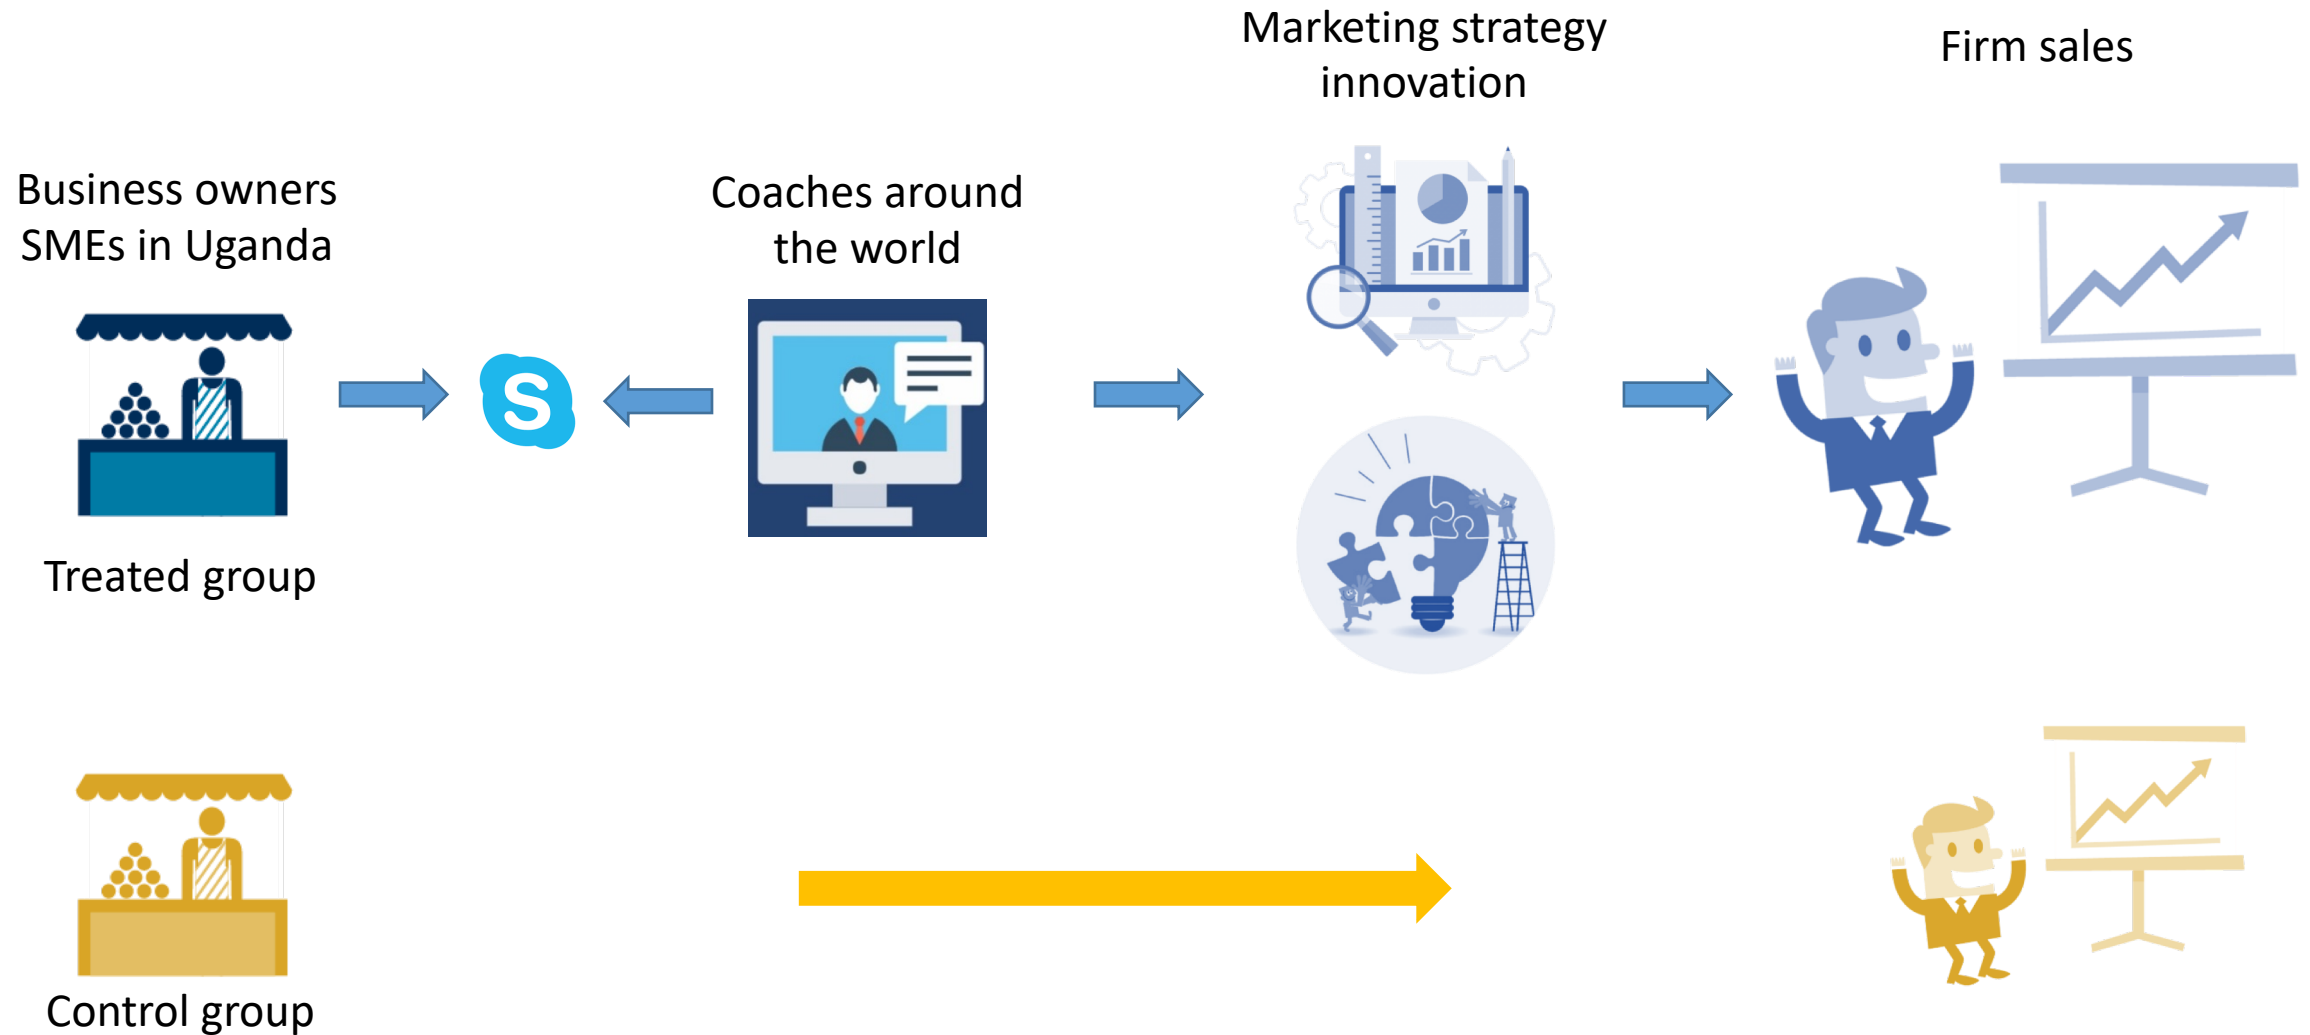 Marketing strategy
innovation
Firm sales
Business owners
SMEs in Uganda
Coaches around
the world
S
Treated group
Control group